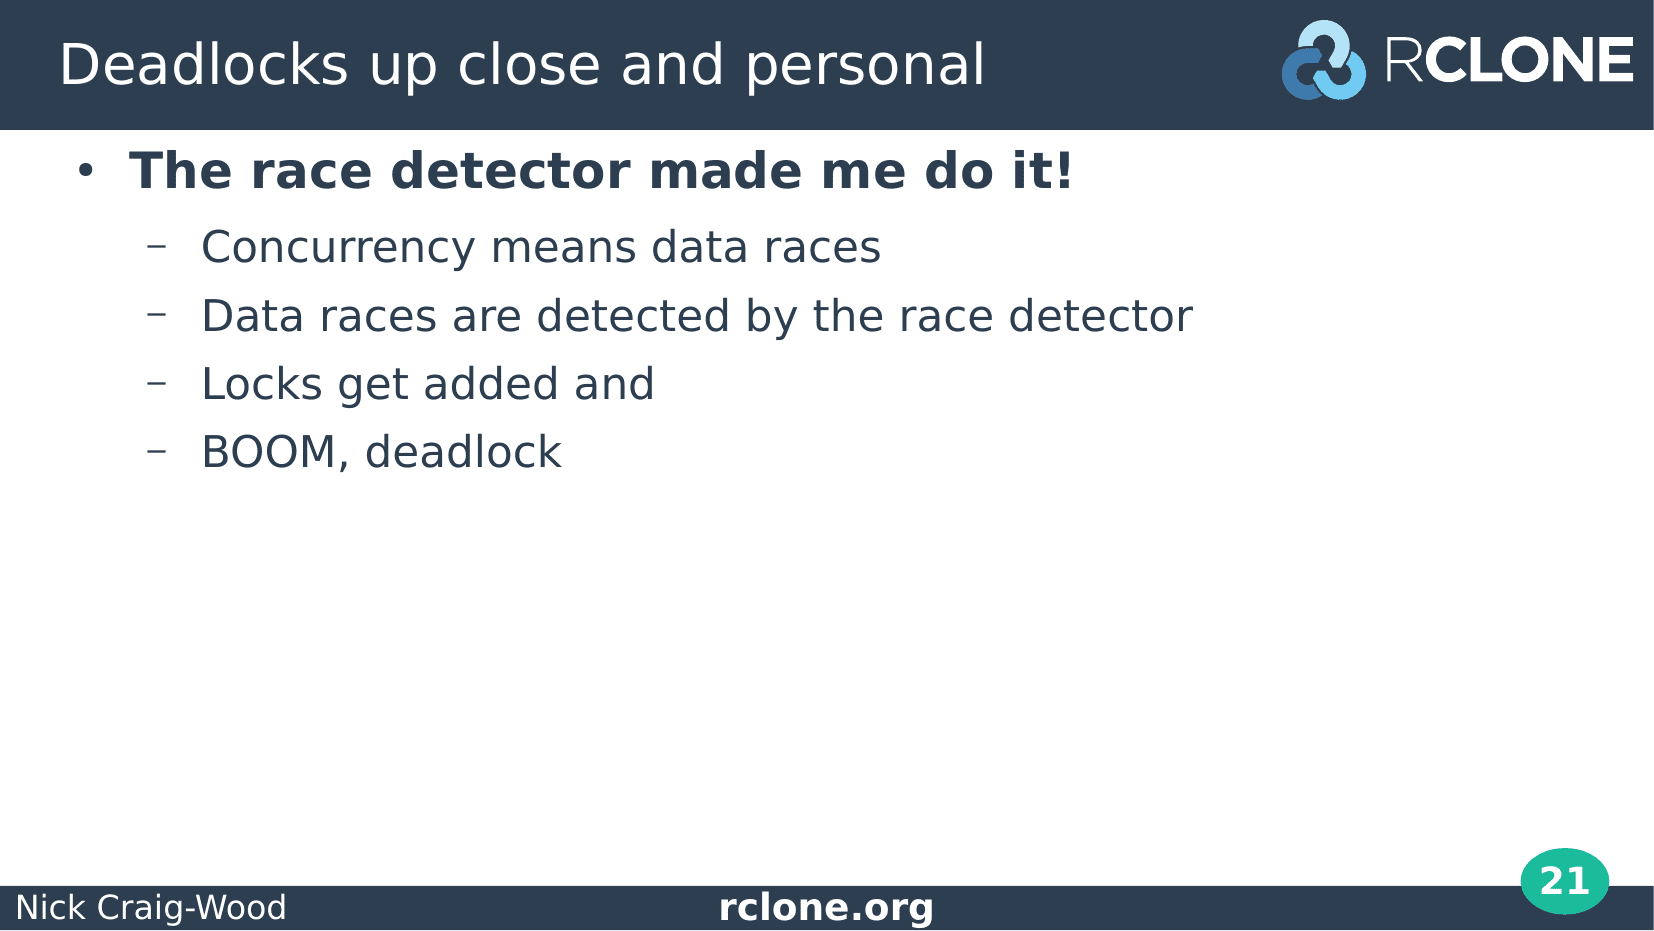 Deadlocks up close and personal
RCLONE
• The race detector made me do it!
– Concurrency means data races
– Data races are detected by the race detector
– Locks get added and
– BOOM, deadlock
21
Nick Craig-Wood
rclone.org